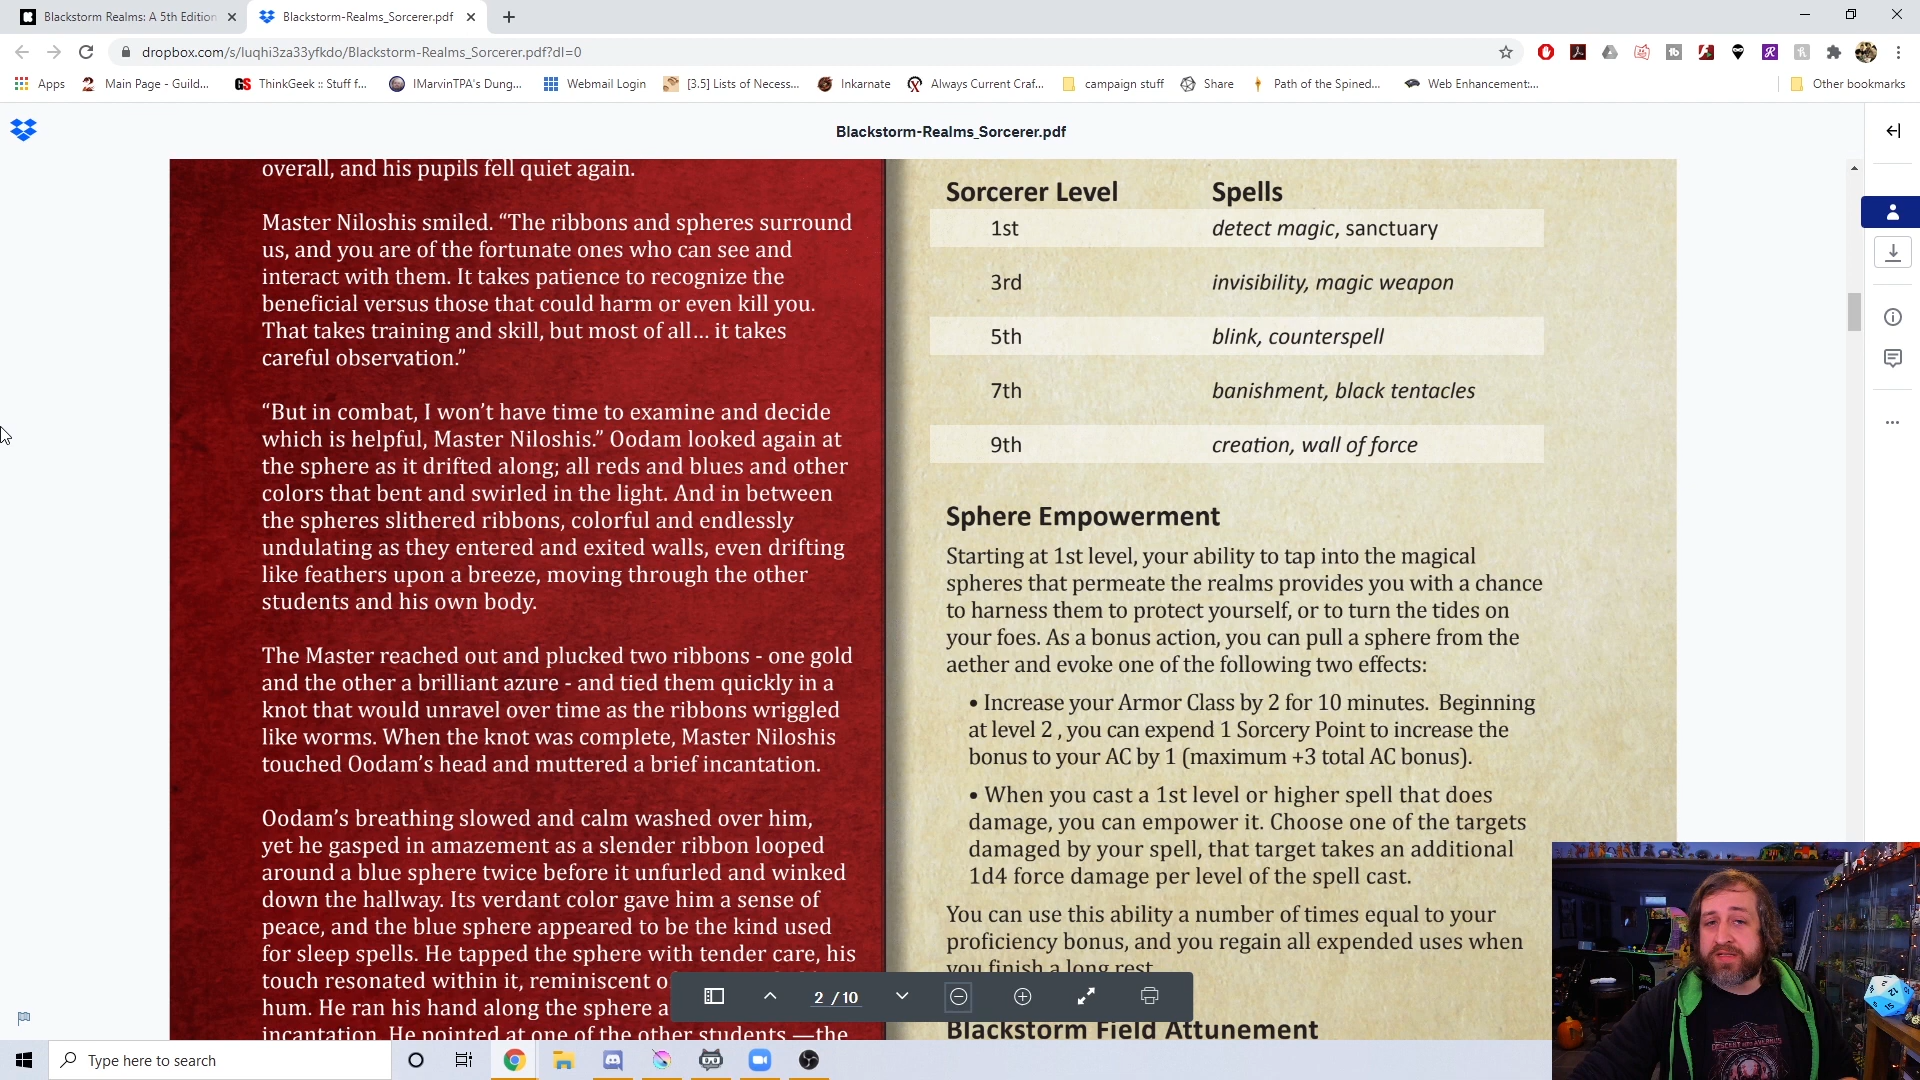 Blackstorm Realms: A 5th Edition
Blackstorm-Realms_Sorcerer.pdf
dropbox.com/s/luqhi3za33yfkdo/Blackstorm-Realms_Sorcerer.pdf?dl=0
Apps
Main Page - Guild...
GS
ThinkGeek :: Stuff f...
IMarvinTPA's Dung...
Webmail Login
[3.5] Lists of Necess...
Inkarnate
Always Current Craf...
campaign stuff
Share
Path of the Spined...
Web Enhancement:...
Other bookmarks
Blackstorm-Realms_Sorcerer.pdf
overall, and his pupils fell quiet again.
Master Niloshis smiled. “The ribbons and spheres surround
us, and you are of the fortunate ones who can see and
interact with them. It takes patience to recognize the
beneficial versus those that could harm or even kill you.
That takes training and skill, but most of all... it takes
careful observation.”
“But in combat, I won’t have time to examine and decide
which is helpful, Master Niloshis.” Oodam looked again at
the sphere as it drifted along; all reds and blues and other
colors that bent and swirled in the light. And in between
the spheres slithered ribbons, colorful and endlessly
undulating as they entered and exited walls, even drifting
like feathers upon a breeze, moving through the other
students and his own body.
The Master reached out and plucked two ribbons - one gold
and the other a brilliant azure - and tied them quickly in a
knot that would unravel over time as the ribbons wriggled
like worms. When the knot was complete, Master Niloshis
touched Oodam’s head and muttered a brief incantation.
Oodam’s breathing slowed and calm washed over him,
yet he gasped in amazement as a slender ribbon looped
around a blue sphere twice before it unfurled and winked
down the hallway. Its verdant color gave him a sense of
peace, and the blue sphere appeared to be the kind used
for sleep spells. He tapped the sphere with tender care, his
touch resonated within it, reminiscent o
hum. He ran his hand along the sphere a
incantation. He pointed at one of the other students —the
Sorcerer Level Spells
1st detect magic, sanctuary
3rd invisibility, magic weapon
5th blink, counterspell
7th banishment, black tentacles
9th creation, wall of force
Sphere Empowerment
Starting at 1st level, your ability to tap into the magical
spheres that permeate the realms provides you with a chance
to harness them to protect yourself, or to turn the tides on
your foes. As a bonus action, you can pull a sphere from the
aether and evoke one of the following two effects:
• Increase your Armor Class by 2 for 10 minutes. Beginning
at level 2 , you can expend 1 Sorcery Point to increase the
bonus to your AC by 1 (maximum +3 total AC bonus).
• When you cast a 1st level or higher spell that does
damage, you can empower it. Choose one of the targets
damaged by your spell, that target takes an additional
1d4 force damage per level of the spell cast.
You can use this ability a number of times equal to your
proficiency bonus, and you regain all expended uses when
you finish a long rest
Blackstorm Field Attunement
2 / 10
Type here to search